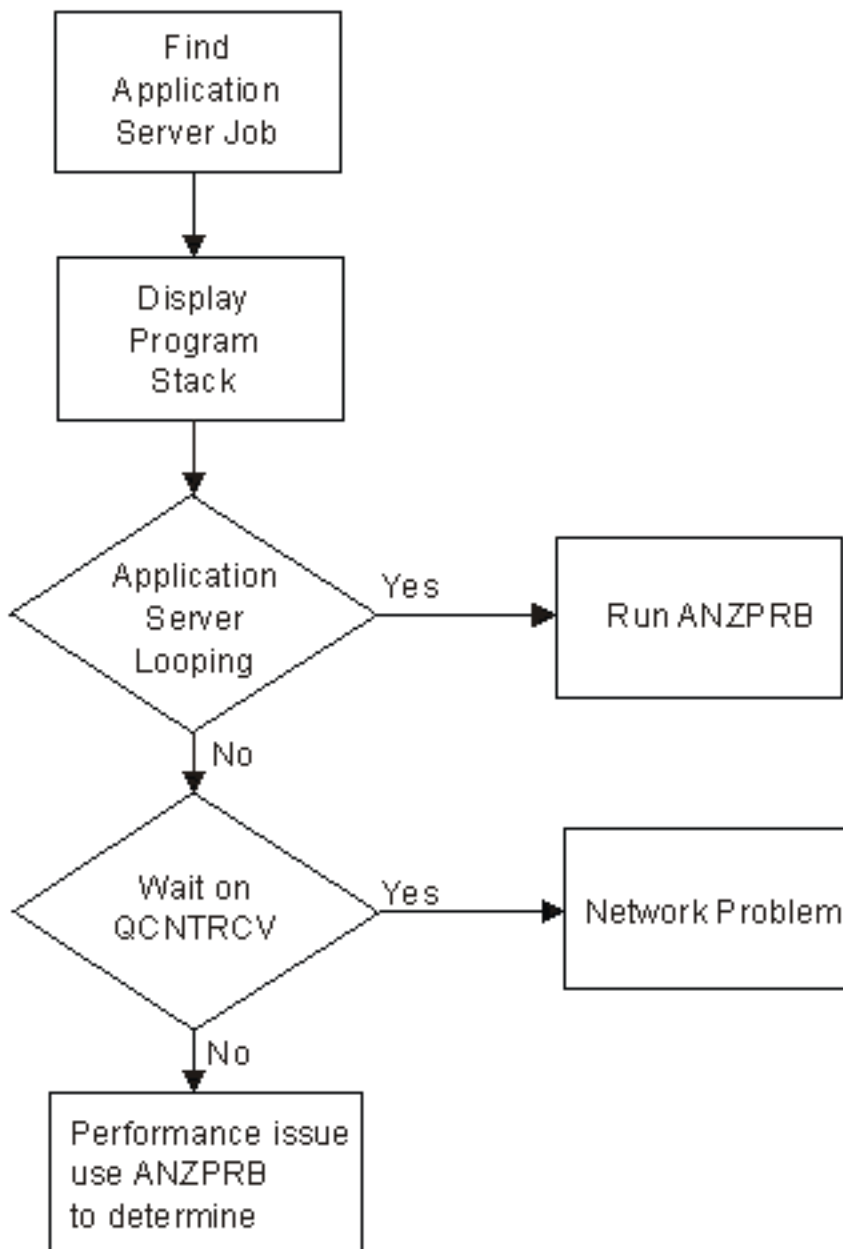 Find
Application
Server Job
Display
Program
Stack
Application
Server
Looping
Yes
Run ANZPRB
No
Wait on
QCNTRCV
Yes
Network Problem
No
Performance issue
use ANZPRB
to determine